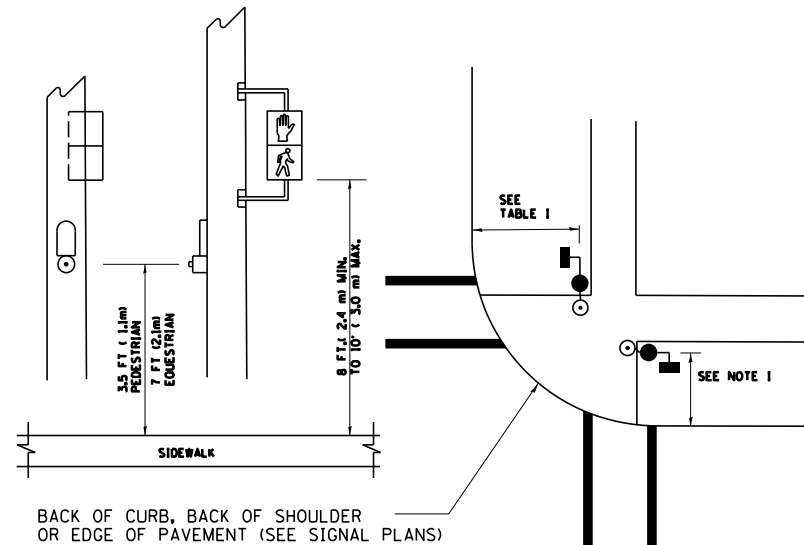 SEE
TABLE 1
3.5 FT ( 1.1m)
PEDESTRIAN
7 FT (2.1m)
EQUESTRIAN
8 FT.( 2.4 m) MIN.
TO 10' ( 3.0 m) MAX.
SEE NOTE 1
SIDEWALK
BACK OF CURB, BACK OF SHOULDER
OR EDGE OF PAVEMENT (SEE SIGNAL PLANS)